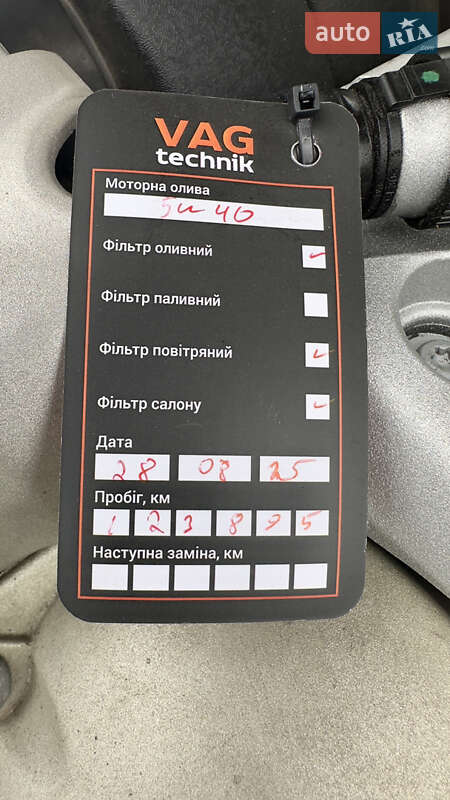 auto RIA
.com
VAG
technik
Моторна олива
5w40
Фільтр оливний ✓
Фільтр паливний
Фільтр повітряний ✓
Фільтр салону ✓
Дата
28 08 25
Пробіг, км
1 2 3 8 9 5
Наступна заміна, км